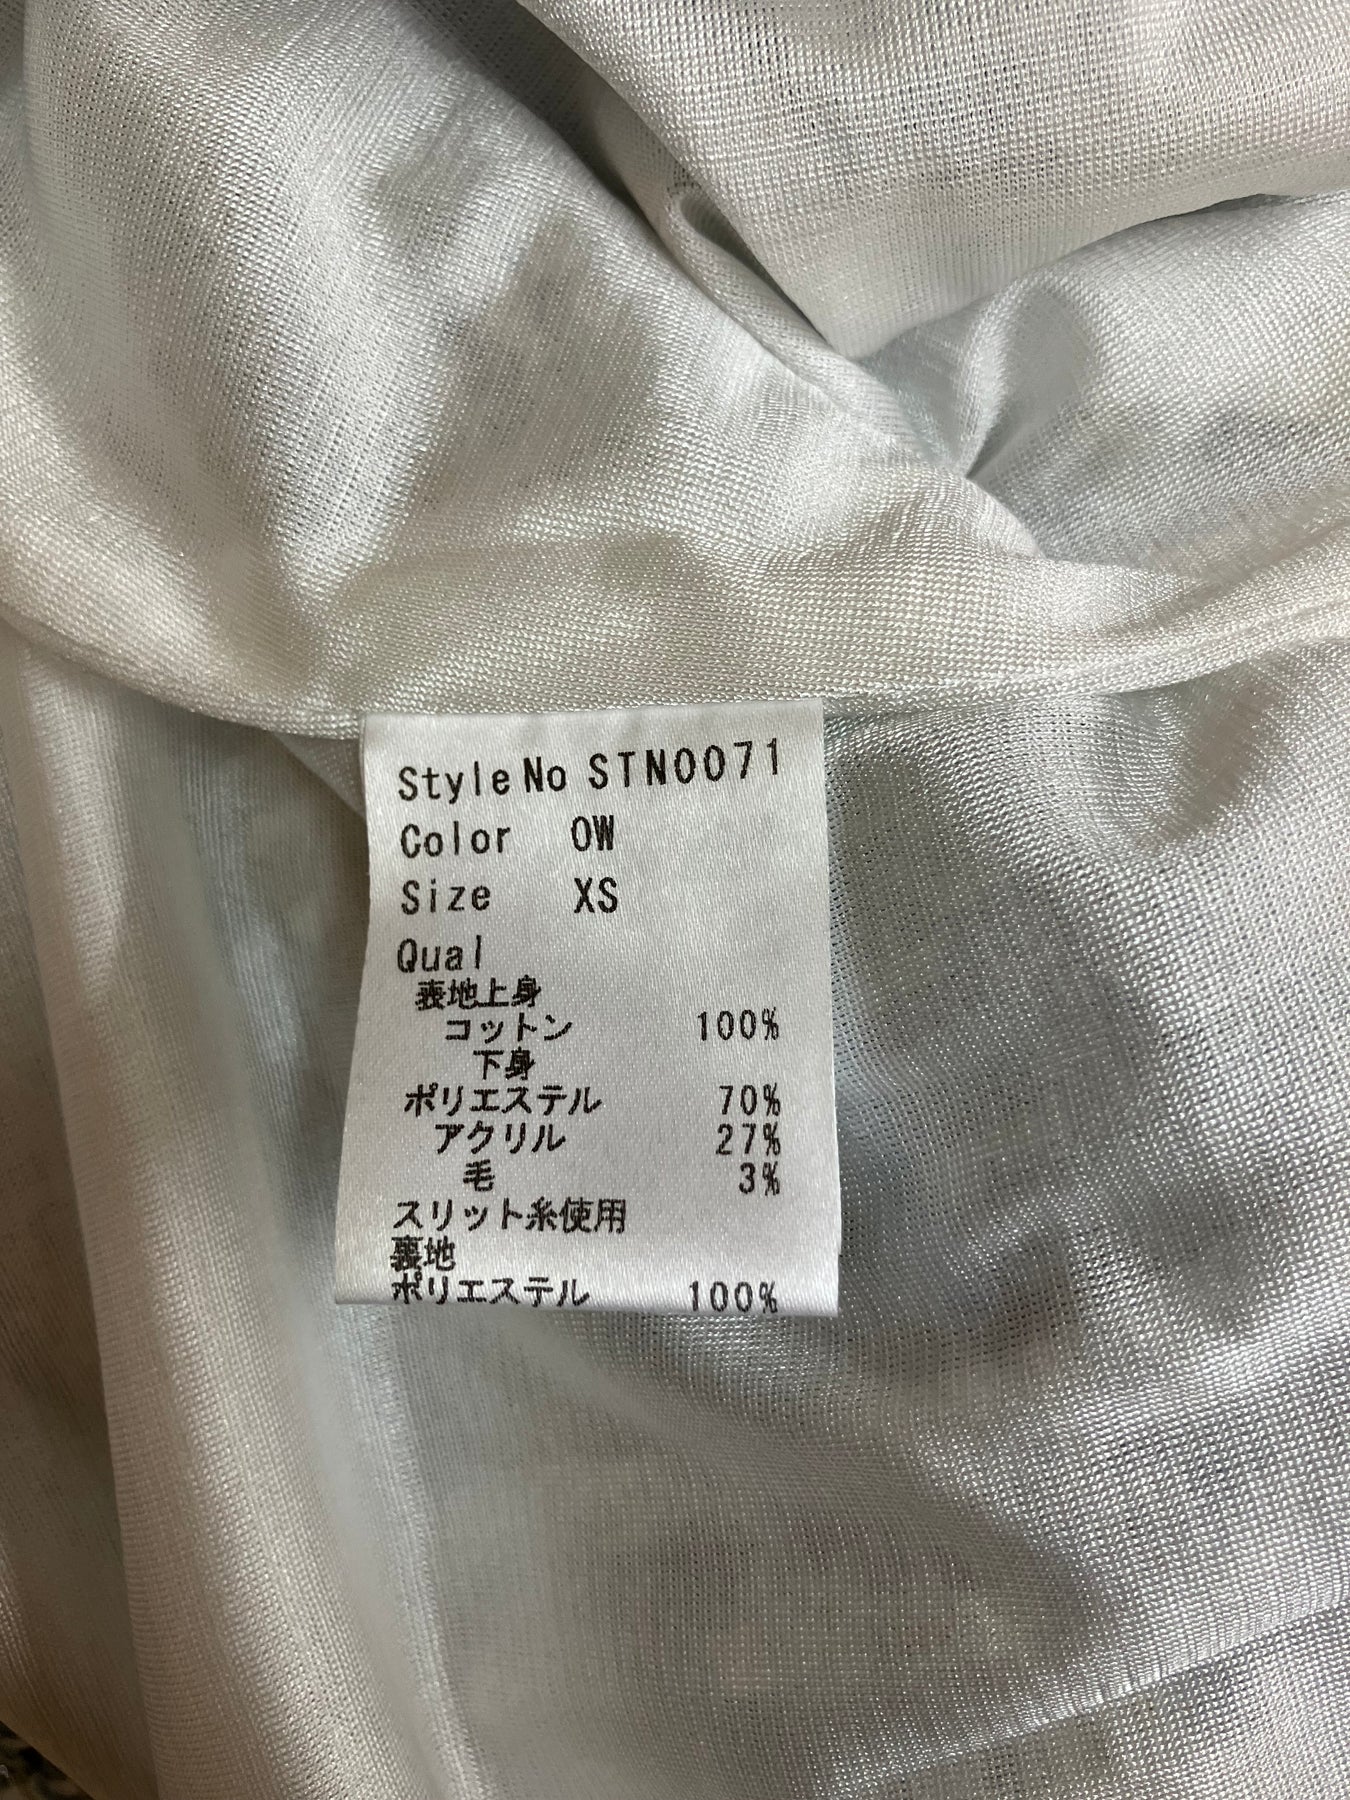 Style No STN0071
Color OW
Size XS
Qual
表地上身
コットン 100%
下身
ポリエステル 70%
アクリル 27%
毛 3%
スリット糸使用
裏地
ポリエステル 100%